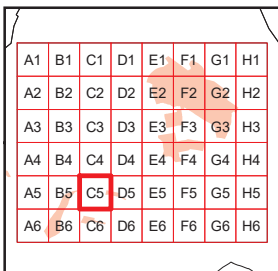 A1 B1 C1 D1 E1 F1 G1 H1
A2 B2 C2 D2 E2 F2 G2 H2
A3 B3 C3 D3 E3 F3 G3 H3
A4 B4 C4 D4 E4 F4 G4 H4
A5 B5 C5 D5 E5 F5 G5 H5
A6 B6 C6 D6 E6 F6 G6 H6